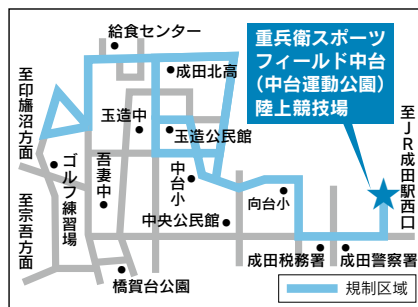 給食センター
重兵衛スポーツ
フィールド中台
（中台運動公園）
陸上競技場
成田北高
至印旛沼方面
玉造中
玉造公民館
至JR成田駅西口
ゴルフ練習場
吾妻中
中台小
向台小
至宗吾方面
中央公民館
成田税務署
成田警察署
橋賀台公園
規制区域